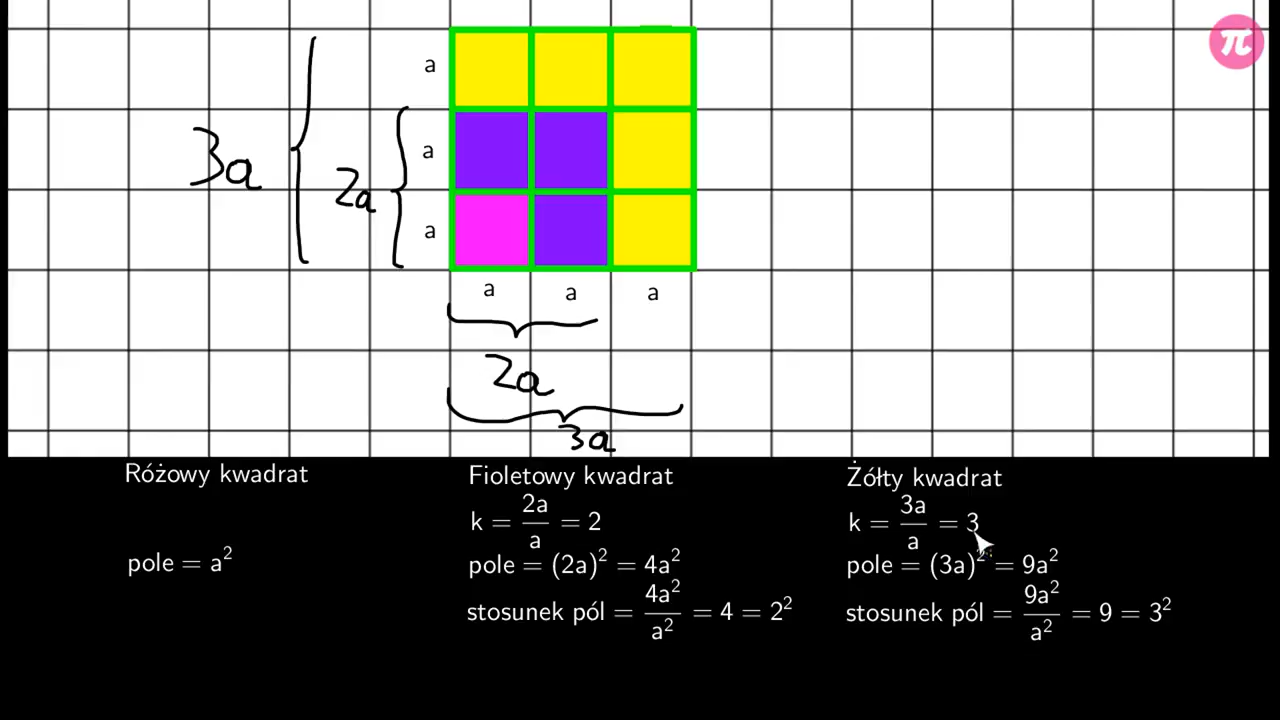 π
a
3a
a
2a
a
a a a
2a
3a
Różowy kwadrat
pole = a²
Fioletowy kwadrat
k = 2a/a = 2
pole = (2a)² = 4a²
stosunek pól = 4a²/a² = 4 = 2²
Żółty kwadrat
k = 3a/a = 3
pole = (3a)² = 9a²
stosunek pól = 9a²/a² = 9 = 3²